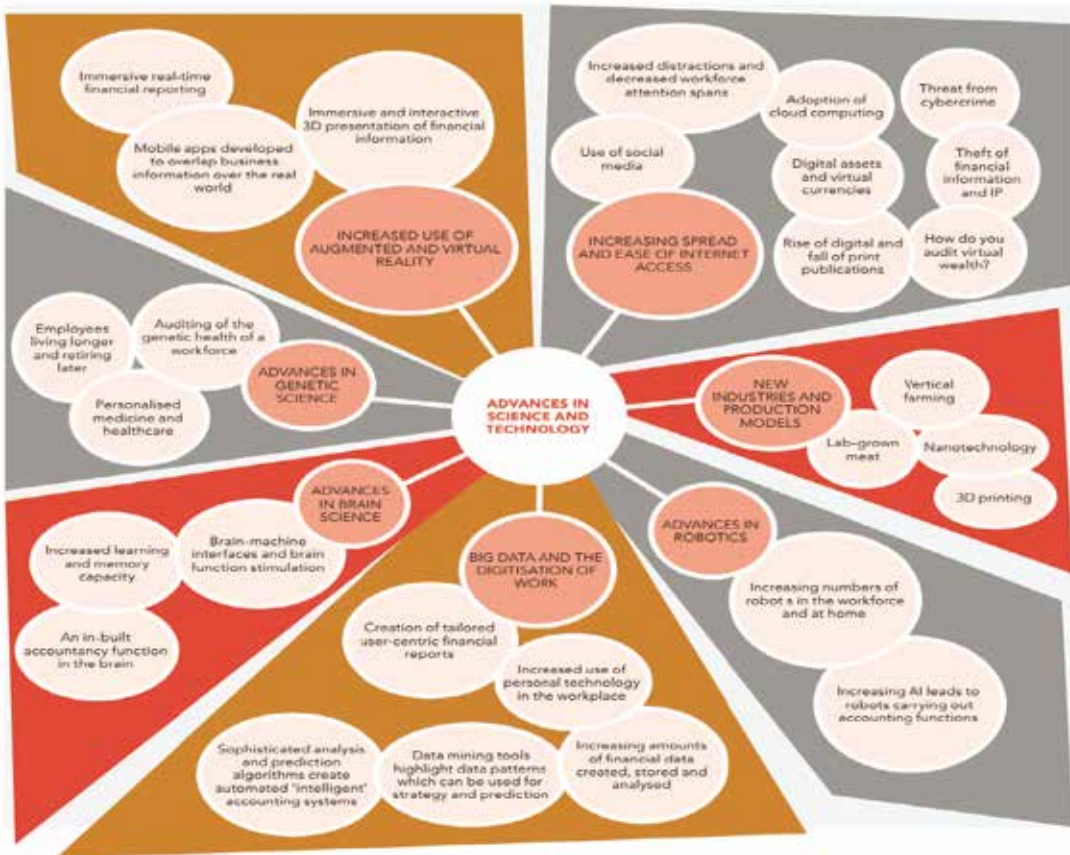 Immersive real-time
financial reporting
Immersive and interactive
3D presentation of financial
information
Mobile apps developed
to overlap business
information over the real
world
INCREASED USE OF
AUGMENTED AND VIRTUAL
REALITY
Increased distractions and
decreased workforce
attention spans
Adoption of
cloud computing
Threat from
cybercrime
Use of social
media
Digital assets
and virtual
currencies
Theft of
financial
information
and IP
INCREASING SPREAD
AND EASE OF INTERNET
ACCESS
Rise of digital and
fall of print
publications
How do you
audit virtual
wealth?
Employees
living longer
and retiring
later
Auditing of the
genetic health of a
workforce
Personalised
medicine and
healthcare
ADVANCES IN
GENETIC
SCIENCE
ADVANCES IN
SCIENCE AND
TECHNOLOGY
NEW
INDUSTRIES AND
PRODUCTION
MODELS
Vertical
farming
Lab-grown
meat
Nanotechnology
3D printing
ADVANCES
IN BRAIN
SCIENCE
Increased learning
and memory
capacity
Brain-machine
interfaces and brain
function stimulation
An in-built
accountancy function
in the brain
BIG DATA AND THE
DIGITISATION OF
WORK
Creation of tailored
user-centric financial
reports
Increased use of
personal technology
in the workplace
Sophisticated analysis
and prediction
algorithms create
automated 'intelligent'
accounting systems
Data mining tools
highlight data patterns
which can be used for
strategy and prediction
Increasing amounts
of financial data
created, stored and
analysed
ADVANCES IN
ROBOTICS
Increasing numbers of
robot s in the workforce
and at home
Increasing AI leads to
robots carrying out
accounting functions